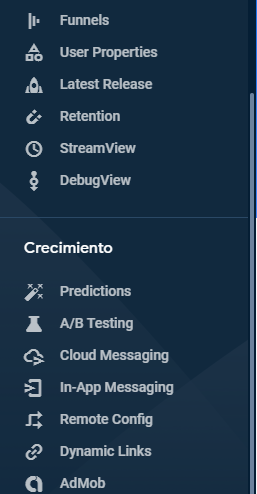 Funnels
User Properties
Latest Release
Retention
StreamView
DebugView
Crecimiento
Predictions
A/B Testing
Cloud Messaging
In-App Messaging
Remote Config
Dynamic Links
AdMob